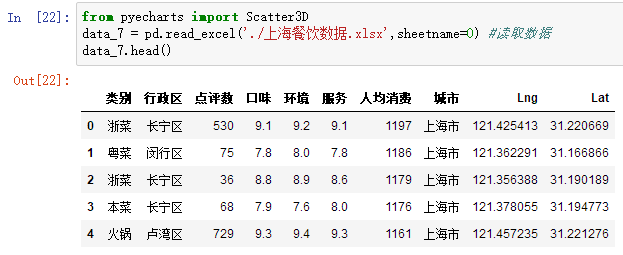 In [22]: from pyecharts import Scatter3D
data_7 = pd.read_excel('./上海餐饮数据.xlsx',sheetname=0) #读取数据
data_7.head()
Out[22]:
类别 行政区 点评数 口味 环境 服务 人均消费 城市 Lng Lat
0 浙菜 长宁区 530 9.1 9.2 9.1 1197 上海市 121.425413 31.220669
1 粤菜 闵行区 75 7.8 8.0 7.8 1186 上海市 121.362291 31.166866
2 浙菜 长宁区 36 8.8 8.9 8.6 1179 上海市 121.356388 31.190189
3 本菜 长宁区 68 7.9 7.6 8.0 1176 上海市 121.378055 31.194773
4 火锅 卢湾区 729 9.3 9.4 9.3 1161 上海市 121.457235 31.221276